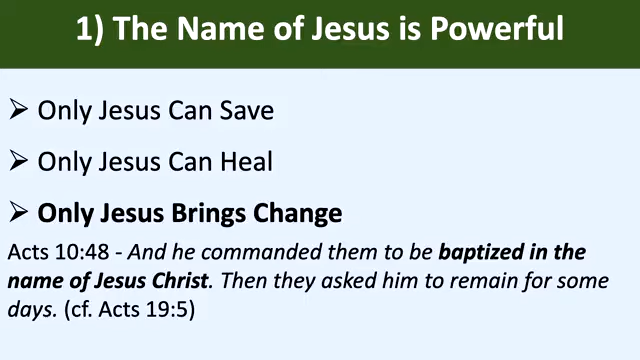 1) The Name of Jesus is Powerful
➢ Only Jesus Can Save
➢ Only Jesus Can Heal
➢ Only Jesus Brings Change
Acts 10:48 - And he commanded them to be baptized in the
name of Jesus Christ. Then they asked him to remain for some
days. (cf. Acts 19:5)